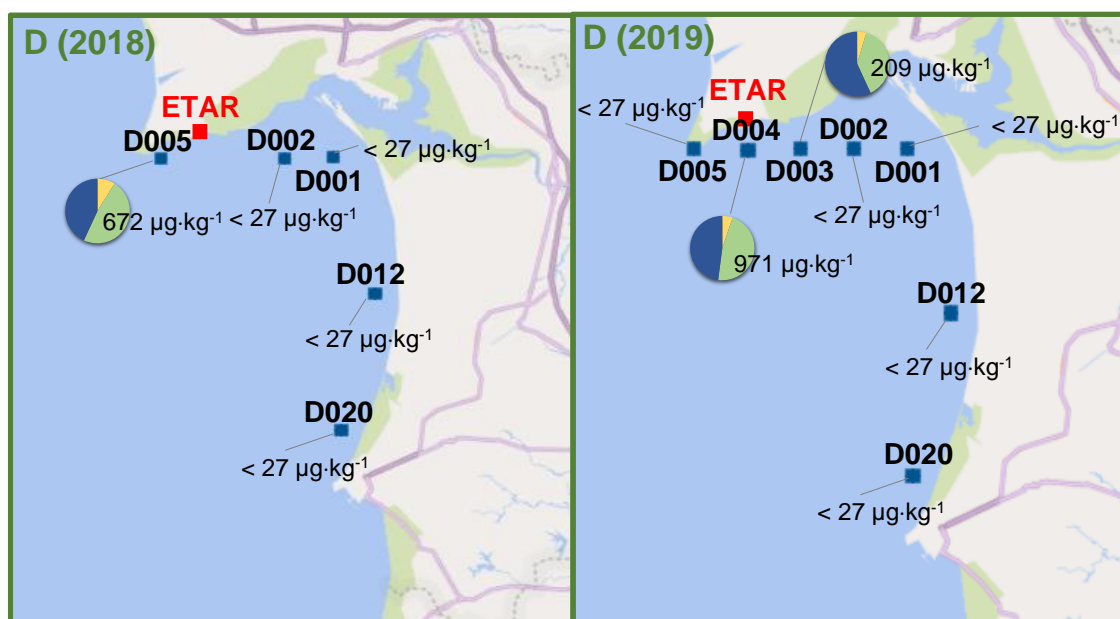 D (2018)
ETAR
D005
D002
D001
< 27 µg·kg-1
672 µg·kg-1
< 27 µg·kg-1
D012
< 27 µg·kg-1
D020
< 27 µg·kg-1
D (2019)
209 µg·kg-1
ETAR
< 27 µg·kg-1
D004
D002
< 27 µg·kg-1
D005
D003
D001
< 27 µg·kg-1
971 µg·kg-1
D012
< 27 µg·kg-1
D020
< 27 µg·kg-1